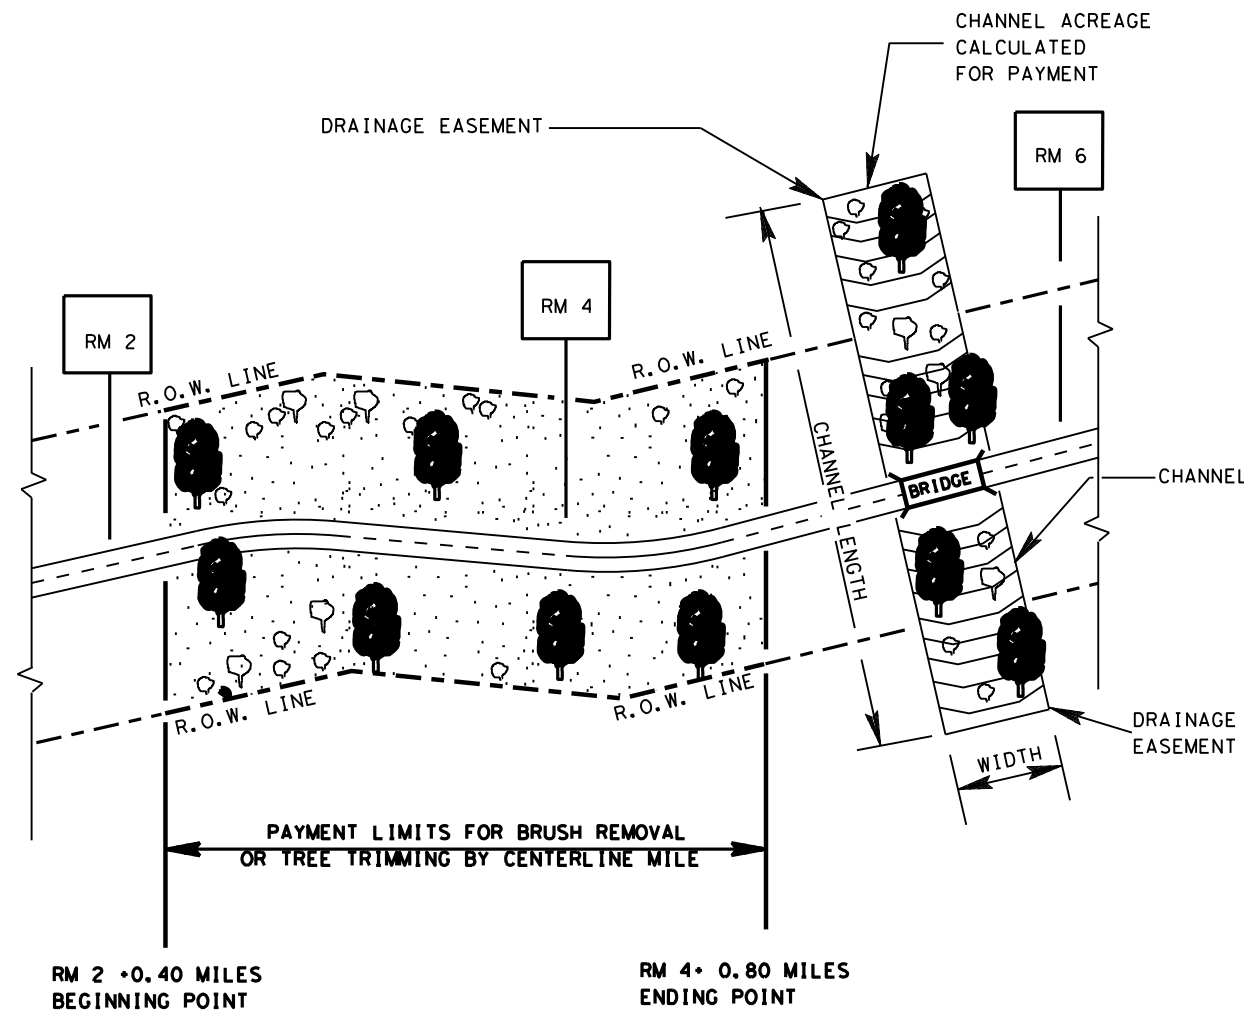 CHANNEL ACREAGE
CALCULATED
FOR PAYMENT
DRAINAGE EASEMENT
RM 6
RM 4
RM 2
R.O.W. LINE
R.O.W. LINE
CHANNEL LENGTH
BRIDGE
CHANNEL
R.O.W. LINE
R.O.W. LINE
DRAINAGE
EASEMENT
WIDTH
PAYMENT LIMITS FOR BRUSH REMOVAL
OR TREE TRIMMING BY CENTERLINE MILE
RM 2 +0.40 MILES
BEGINNING POINT
RM 4+ 0.80 MILES
ENDING POINT